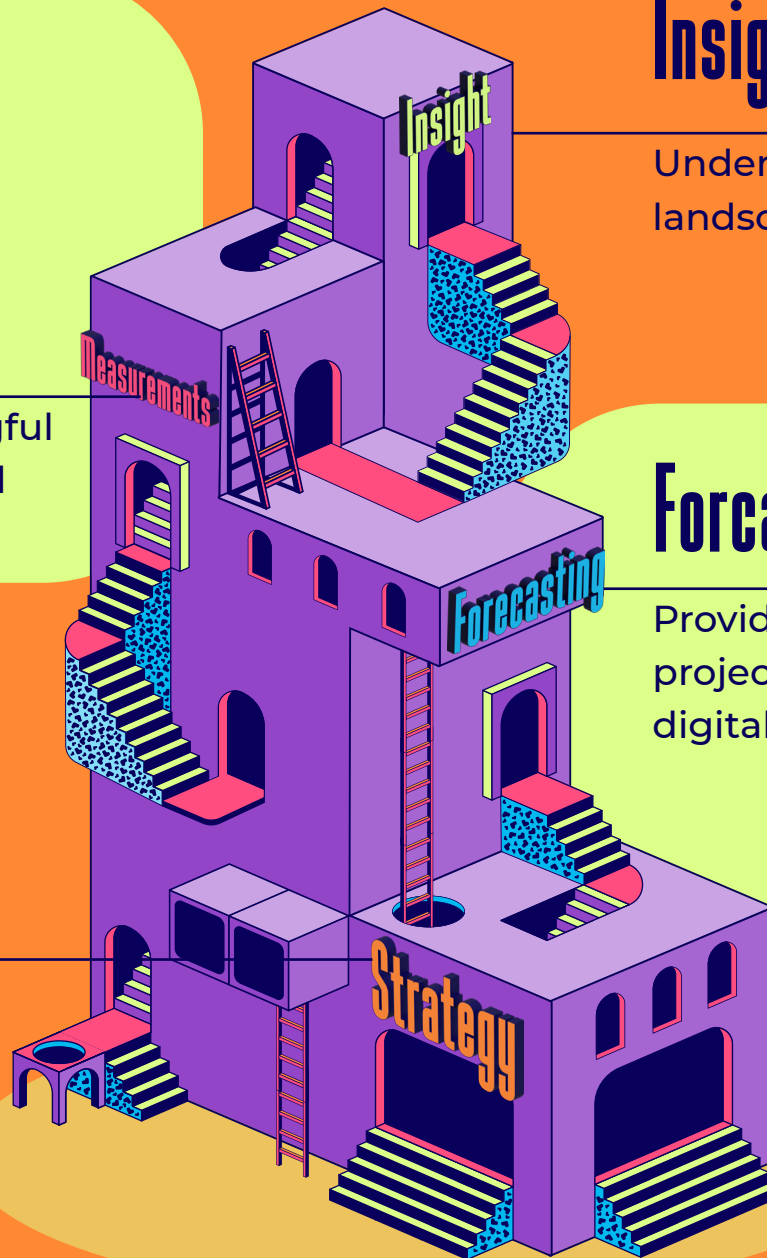 Insig
Insight
Under
landsc
Measurements
gful
Forca
Forecasting
Provid
projec
digital
Strategy